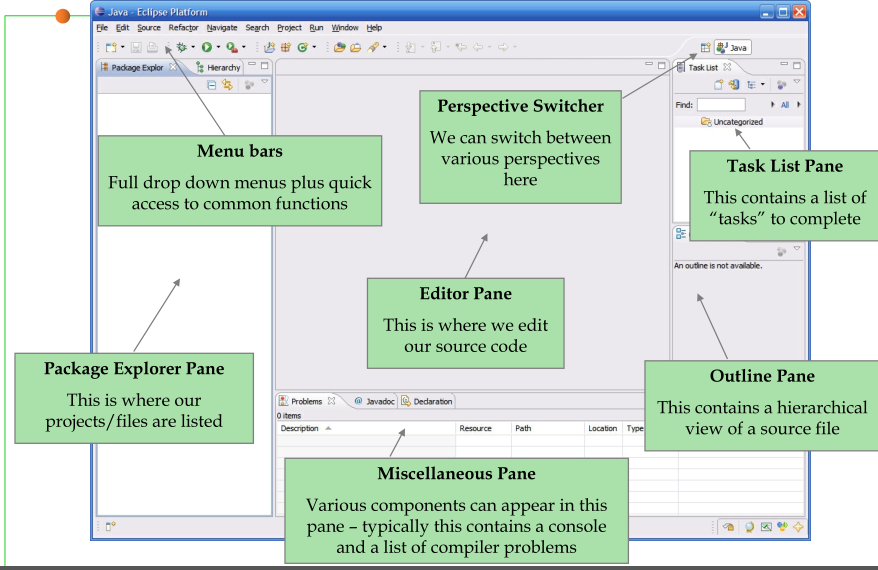 Java - Eclipse Platform
File Edit Source Refactor Navigate Search Project Run Window Help
Java
Package Explor
Hierarchy
Task List
Find:
All
Uncategorized
Perspective Switcher
We can switch between
various perspectives
here
Menu bars
Full drop down menus plus quick
access to common functions
Task List Pane
This contains a list of
“tasks” to complete
An outline is not available.
Editor Pane
This is where we edit
our source code
Package Explorer Pane
This is where our
projects/files are listed
Outline Pane
This contains a hierarchical
view of a source file
Problems @ Javadoc Declaration
0 items
Description Resource Path Location Type
Miscellaneous Pane
Various components can appear in this
pane – typically this contains a console
and a list of compiler problems